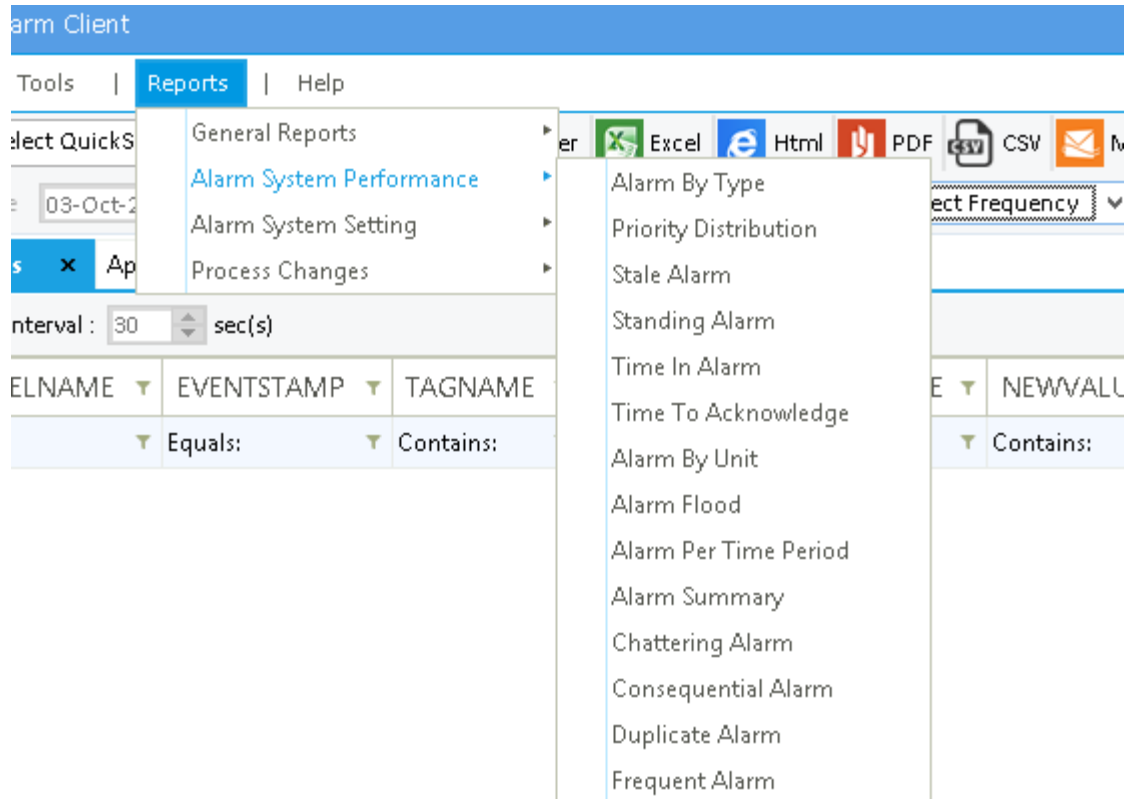 arm Client
Tools | Reports | Help
elect QuickS
er Excel Html PDF CSV M
General Reports
Alarm System Performance
Alarm System Setting
Process Changes
e 03-Oct-2
ect Frequency
s x Ap
nterval : 30 sec(s)
ELNAME EVENTSTAMP TAGNAME E NEWVALU
Equals: Contains: Contains:
Alarm By Type
Priority Distribution
Stale Alarm
Standing Alarm
Time In Alarm
Time To Acknowledge
Alarm By Unit
Alarm Flood
Alarm Per Time Period
Alarm Summary
Chattering Alarm
Consequential Alarm
Duplicate Alarm
Frequent Alarm